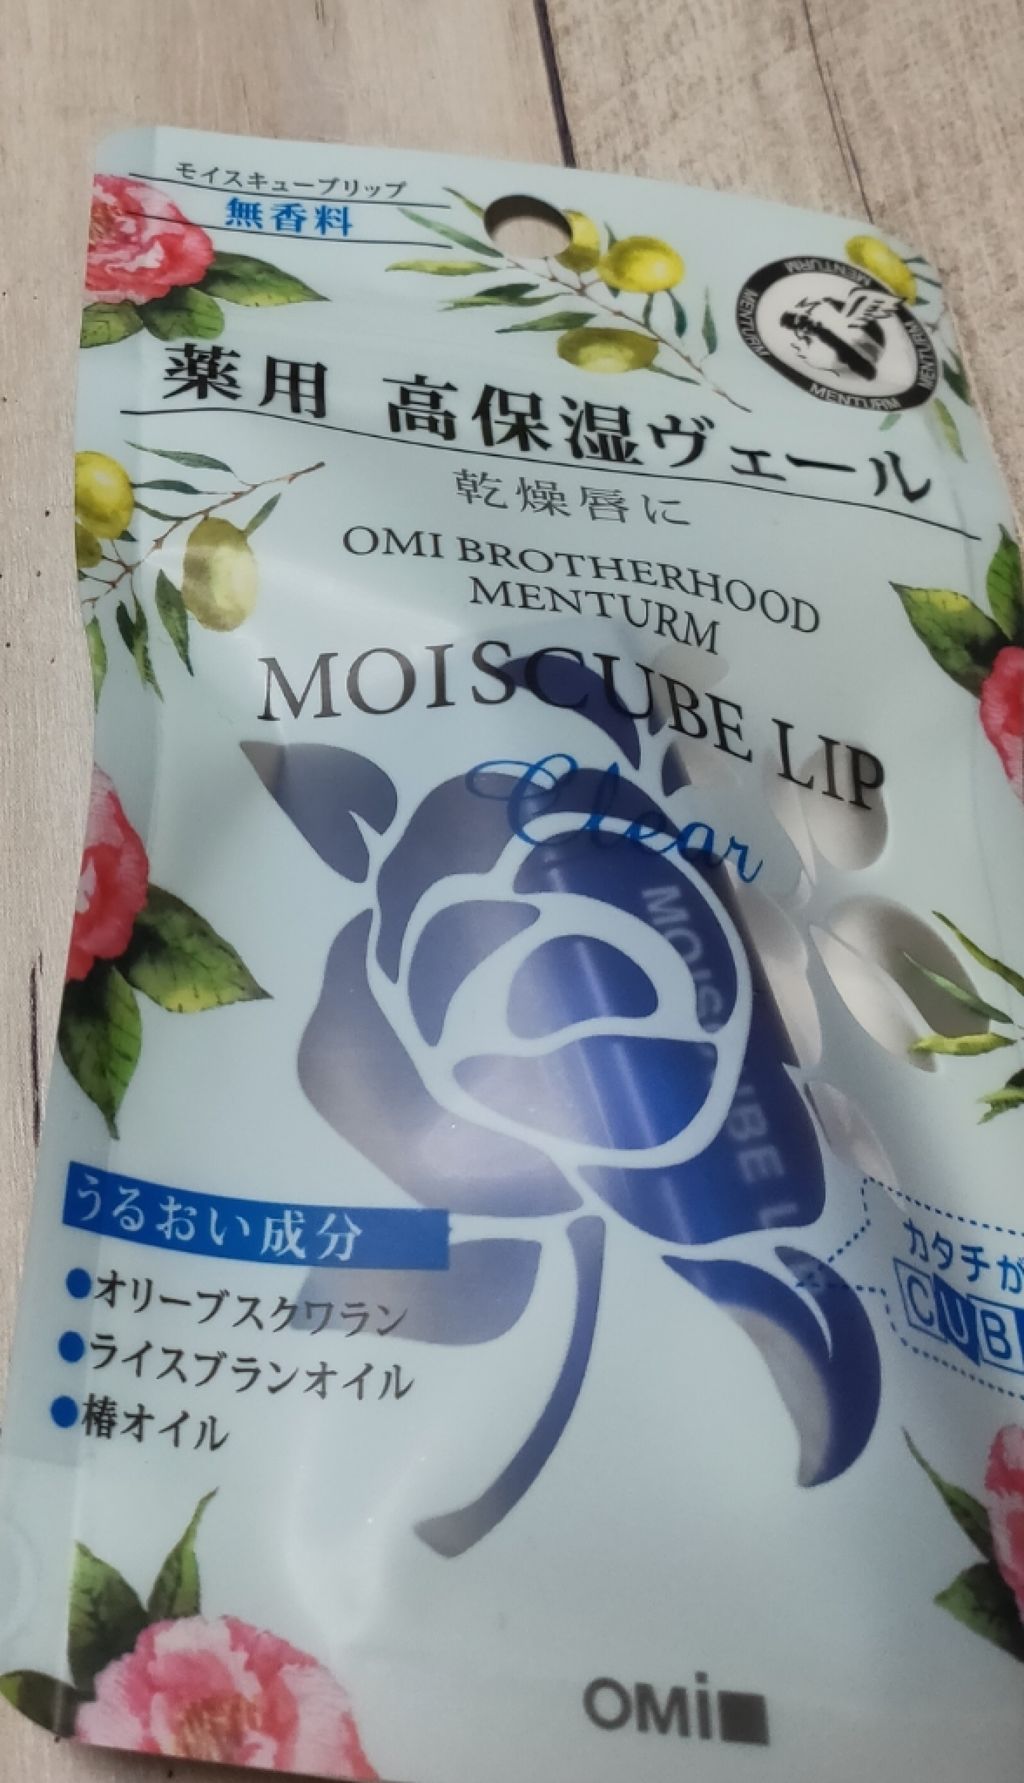 モイスキューブリップ
無香料
MENTURM MENTURM MENTURM MENTURM MENTURM
薬用 高保湿ヴェール
乾燥唇に
OMI BROTHERHOOD
MENTURM
MOISCUBE LIP
Clear
MOISCUBE L
うるおい成分
●オリーブスクワラン
●ライスブランオイル
●椿オイル
カタチが
CUB
OMi